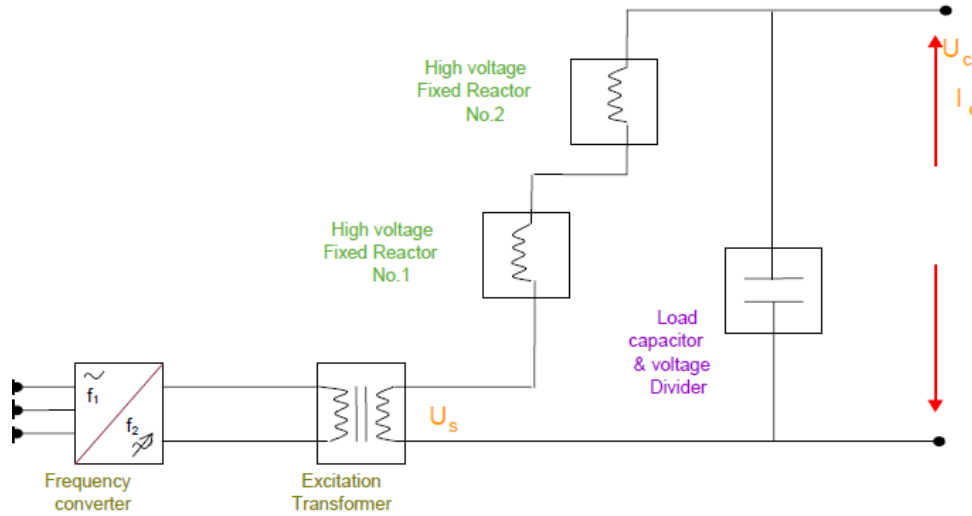 High voltage
Fixed Reactor
No.2
U c
I
High voltage
Fixed Reactor
No.1
Load
capacitor
& voltage
Divider
f1
f2
U s
Frequency
converter
Excitation
Transformer